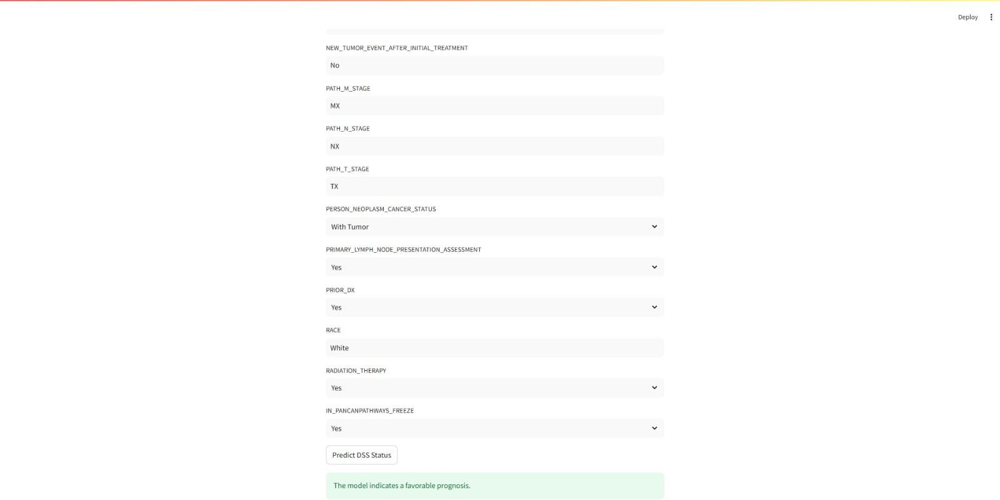 Deploy
NEW_TUMOR_EVENT_AFTER_INITIAL_TREATMENT
No
PATH_M_STAGE
MX
PATH_N_STAGE
NX
PATH_T_STAGE
TX
PERSON_NEOPLASM_CANCER_STATUS
With Tumor
PRIMARY_LYMPH_NODE_PRESENTATION_ASSESSMENT
Yes
PRIOR_DX
Yes
RACE
White
RADIATION_THERAPY
Yes
IN_PANCANPATHWAYS_FREEZE
Yes
Predict DSS Status
The model indicates a favorable prognosis.